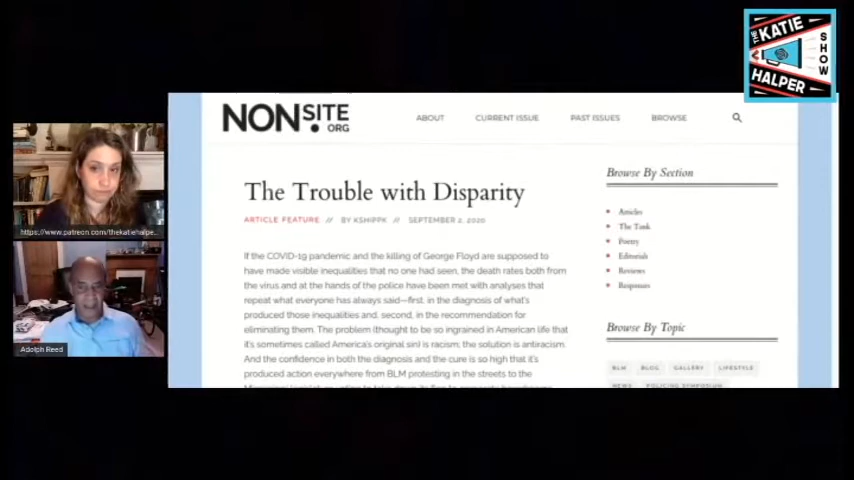 THE
KATIE
HALPER
SHOW
NONSITE
.ORG
ABOUT
CURRENT ISSUE
PAST ISSUES
BROWSE
The Trouble with Disparity
ARTICLE FEATURE // BY KSHIPPK // SEPTEMBER 2, 2020
If the COVID-19 pandemic and the killing of George Floyd are supposed to
have made visible inequalities that no one had seen, the death rates both from
the virus and at the hands of the police have been met with analyses that
repeat what everyone has always said—first, in the diagnosis of what's
produced those inequalities and, second, in the recommendation for
eliminating them. The problem (thought to be so ingrained in American life that
it's sometimes called America's original sin) is racism; the solution is antiracism.
And the confidence in both the diagnosis and the cure is so high that it's
produced action everywhere from BLM protesting in the streets to the
Browse By Section
Articles
The Tank
Poetry
Editorials
Reviews
Responses
Browse By Topic
BLM
BLOG
GALLERY
LIFESTYLE
NEWS
POLICING SYMPOSIUM
https://www.patreon.com/thekatiehalpe...
Adolph Reed